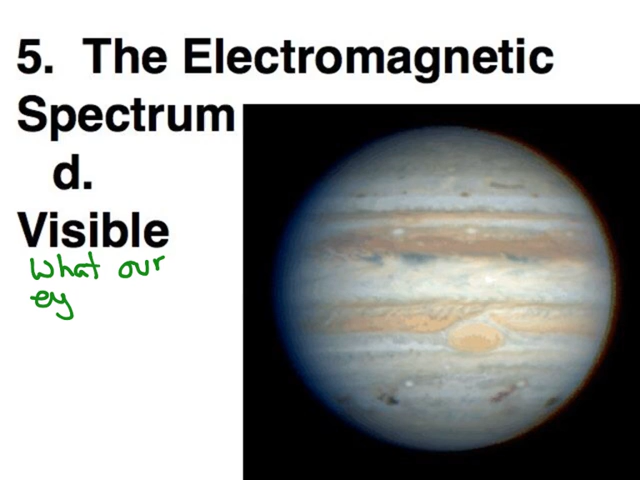 5. The Electromagnetic
Spectrum
d.
Visible
What our
ey